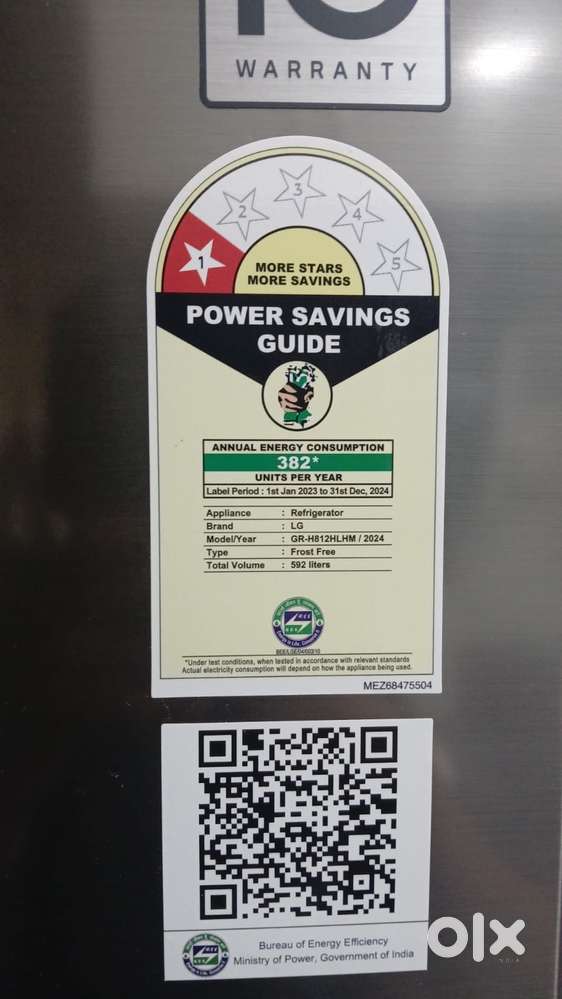 10
WARRANTY
1 2 3 4 5
MORE STARS
MORE SAVINGS
POWER SAVINGS
GUIDE
ANNUAL ENERGY CONSUMPTION
382*
UNITS PER YEAR
Label Period : 1st Jan 2023 to 31st Dec, 2024
Appliance : Refrigerator
Brand : LG
Model/Year : GR-H812HLHM / 2024
Type : Frost Free
Total Volume : 592 liters
*Under test conditions, when tested in accordance with relevant standards
Actual electricity consumption will depend on how the appliance being used.
MEZ68475504
Bureau of Energy Efficiency
Ministry of Power, Government of India
olx
INDIA